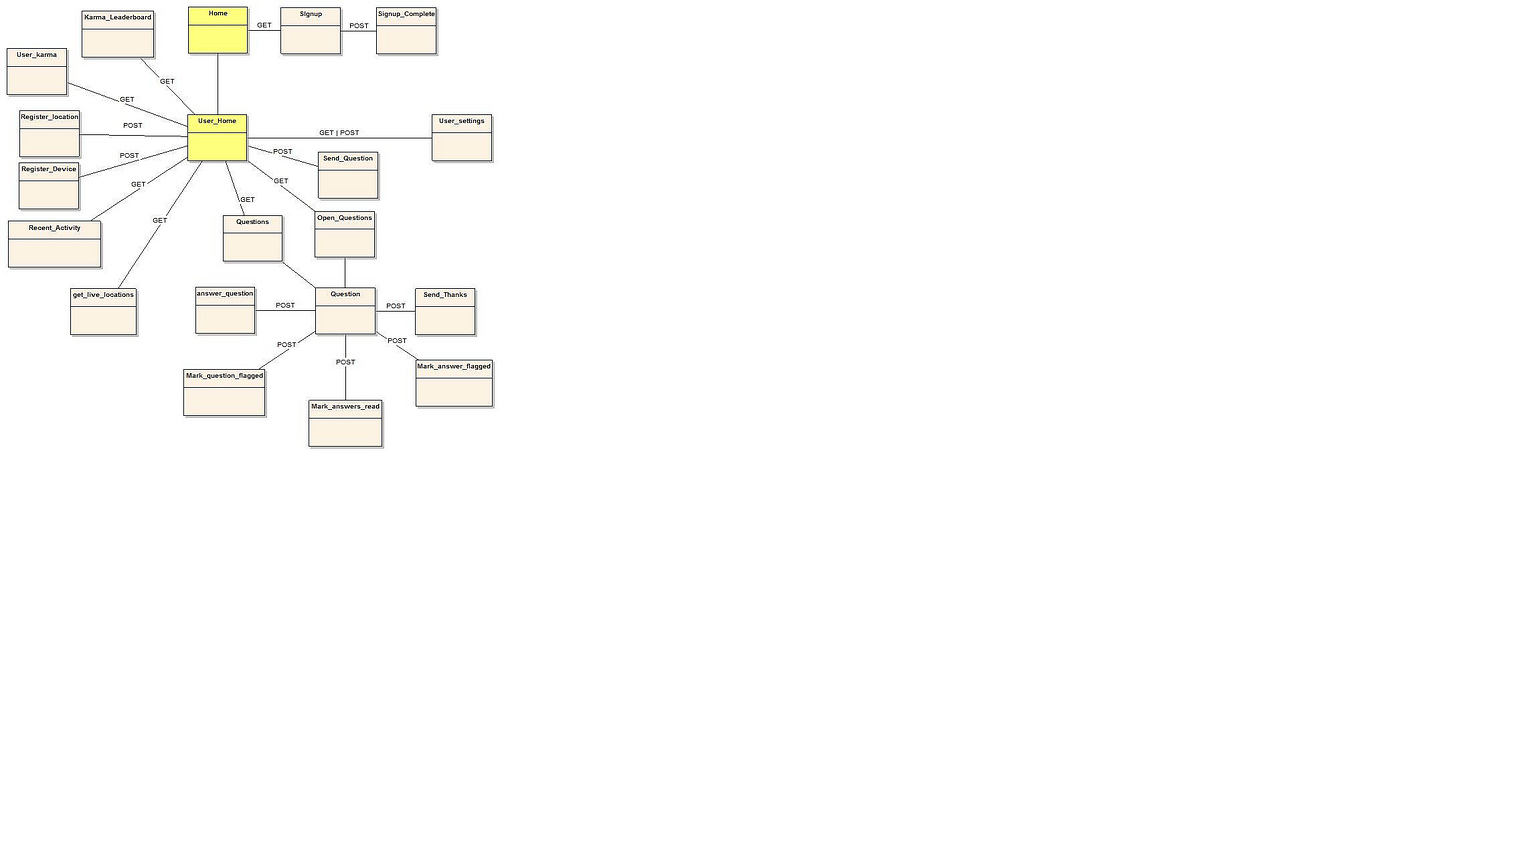 Karma_Leaderboard
Home
GET
SIgnup
POST
Signup_Complete
User_karma
GET
GET
Register_location
POST
User_Home
GET | POST
User_settings
POST
POST
Send_Question
Register_Device
GET
GET
GET
Recent_Activity
GET
Questions
Open_Questions
get_live_locations
answer_question
POST
Question
POST
Send_Thanks
POST
POST
POST
Mark_question_flagged
Mark_answer_flagged
Mark_answers_read